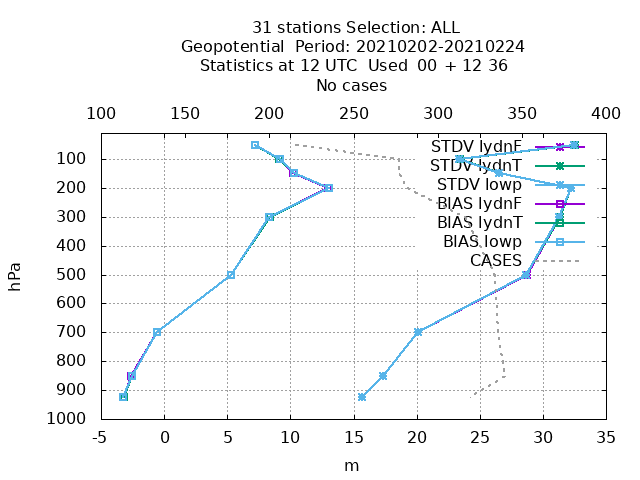 31 stations Selection: ALL
Geopotential  Period: 20210202-20210224
Statistics at 12 UTC  Used  00 + 12 36
No cases
100 150 200 250 300 350 400
STDV lydnF
STDV lydnT
STDV lowp
BIAS lydnF
BIAS lydnT
BIAS lowp
CASES
100
200
300
400
500
600
700
800
900
1000
hPa
-5 0 5 10 15 20 25 30 35
m